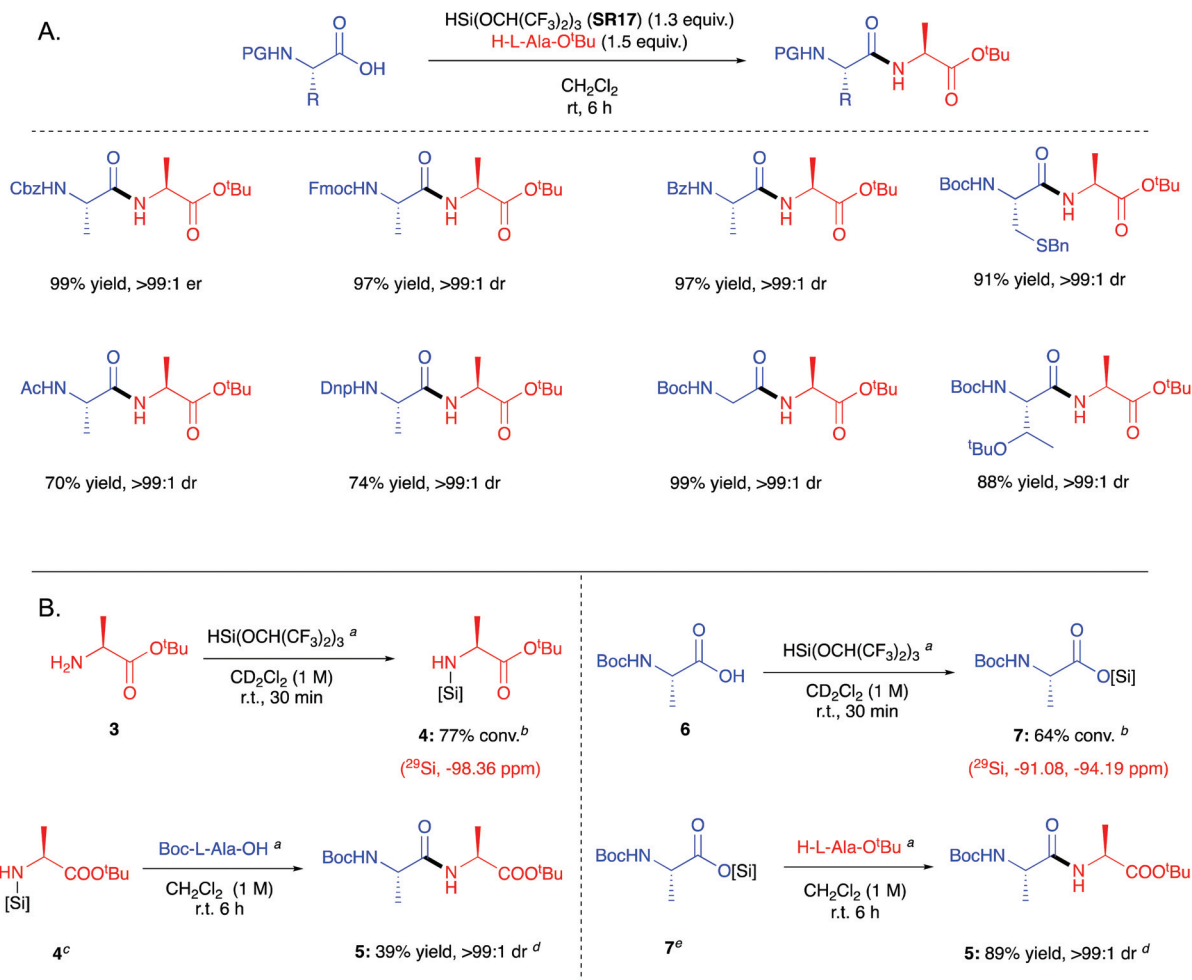 A.
HSi(OCH(CF3)2)3 (SR17) (1.3 equiv.)
H-L-Ala-OtBu (1.5 equiv.)
CH2Cl2
rt, 6 h
PGHN
O
OH
R
PGHN
O
N
H
R
OtBu
O
CbzHN
O
N
H
OtBu
O
99% yield, >99:1 er
FmocHN
O
N
H
OtBu
O
97% yield, >99:1 dr
BzHN
O
N
H
OtBu
O
97% yield, >99:1 dr
BocHN
O
N
H
OtBu
O
SBn
91% yield, >99:1 dr
AcHN
O
N
H
OtBu
O
70% yield, >99:1 dr
DnpHN
O
N
H
OtBu
O
74% yield, >99:1 dr
BocHN
O
N
H
OtBu
O
99% yield, >99:1 dr
BocHN
O
N
H
OtBu
O
tBuO
88% yield, >99:1 dr
B.
H2N
OtBu
O
3
HSi(OCH(CF3)2)3 a
CD2Cl2 (1 M)
r.t., 30 min
HN
[Si]
OtBu
O
4: 77% conv.b
(29Si, -98.36 ppm)
BocHN
O
OH
6
HSi(OCH(CF3)2)3 a
CD2Cl2 (1 M)
r.t., 30 min
BocHN
O
O[Si]
7: 64% conv. b
(29Si, -91.08, -94.19 ppm)
HN
[Si]
COOtBu
4c
Boc-L-Ala-OH a
CH2Cl2 (1 M)
r.t. 6 h
BocHN
O
N
H
COOtBu
5: 39% yield, >99:1 dr d
BocHN
O
O[Si]
7e
H-L-Ala-OtBu a
CH2Cl2 (1 M)
r.t. 6 h
BocHN
O
N
H
COOtBu
5: 89% yield, >99:1 dr d